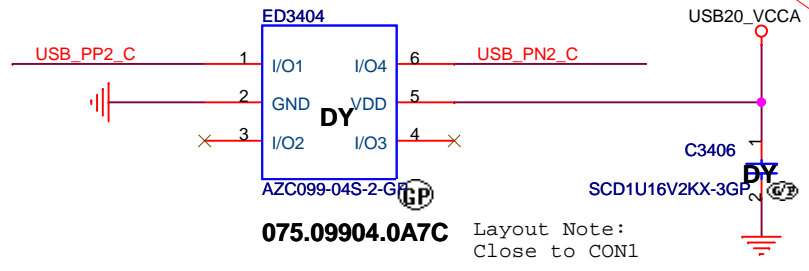 ED3404
USB20_VCCA
USB_PP2_C
1
I/O1
I/O4
6
USB_PN2_C
2
GND
VDD
5
DY
3
I/O2
I/O3
4
1
C3406
DY
AZC099-04S-2-GP
GP
SCD1U16V2KX-3GP
2
G/P
075.09904.0A7C
Layout Note:
Close to CON1